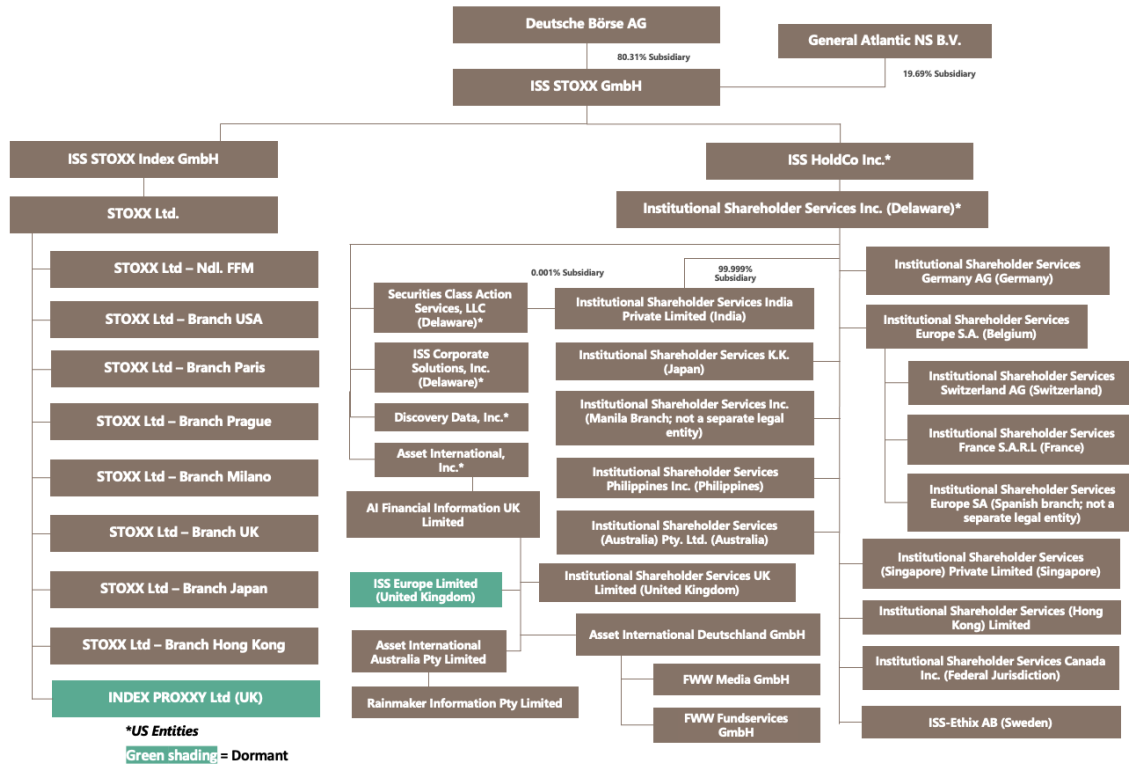 Deutsche Börse AG
General Atlantic NS B.V.
80.31% Subsidiary
19.69% Subsidiary
ISS STOXX GmbH
ISS STOXX Index GmbH
ISS HoldCo Inc.*
STOXX Ltd.
Institutional Shareholder Services Inc. (Delaware)*
STOXX Ltd – Ndl. FFM
STOXX Ltd – Branch USA
STOXX Ltd – Branch Paris
STOXX Ltd – Branch Prague
STOXX Ltd – Branch Milano
STOXX Ltd – Branch UK
STOXX Ltd – Branch Japan
STOXX Ltd – Branch Hong Kong
INDEX PROXXY Ltd (UK)
*US Entities
Green shading = Dormant
0.001% Subsidiary
99.999%
Subsidiary
Securities Class Action
Services, LLC
(Delaware)*
ISS Corporate
Solutions, Inc.
(Delaware)*
Discovery Data, Inc.*
Asset International,
Inc.*
AI Financial Information UK
Limited
ISS Europe Limited
(United Kingdom)
Asset International
Australia Pty Limited
Rainmaker Information Pty Limited
Institutional Shareholder Services India
Private Limited (India)
Institutional Shareholder Services K.K.
(Japan)
Institutional Shareholder Services Inc.
(Manila Branch; not a separate legal
entity)
Institutional Shareholder Services
Philippines Inc. (Philippines)
Institutional Shareholder Services
(Australia) Pty. Ltd. (Australia)
Institutional Shareholder Services UK
Limited (United Kingdom)
Asset International Deutschland GmbH
FWW Media GmbH
FWW Fundservices
GmbH
Institutional Shareholder Services
Germany AG (Germany)
Institutional Shareholder Services
Europe S.A. (Belgium)
Institutional Shareholder Services
Switzerland AG (Switzerland)
Institutional Shareholder Services
France S.A.R.L (France)
Institutional Shareholder Services
Europe SA (Spanish branch; not a
separate legal entity)
Institutional Shareholder Services
(Singapore) Private Limited (Singapore)
Institutional Shareholder Services (Hong
Kong) Limited
Institutional Shareholder Services Canada
Inc. (Federal Jurisdiction)
ISS-Ethix AB (Sweden)